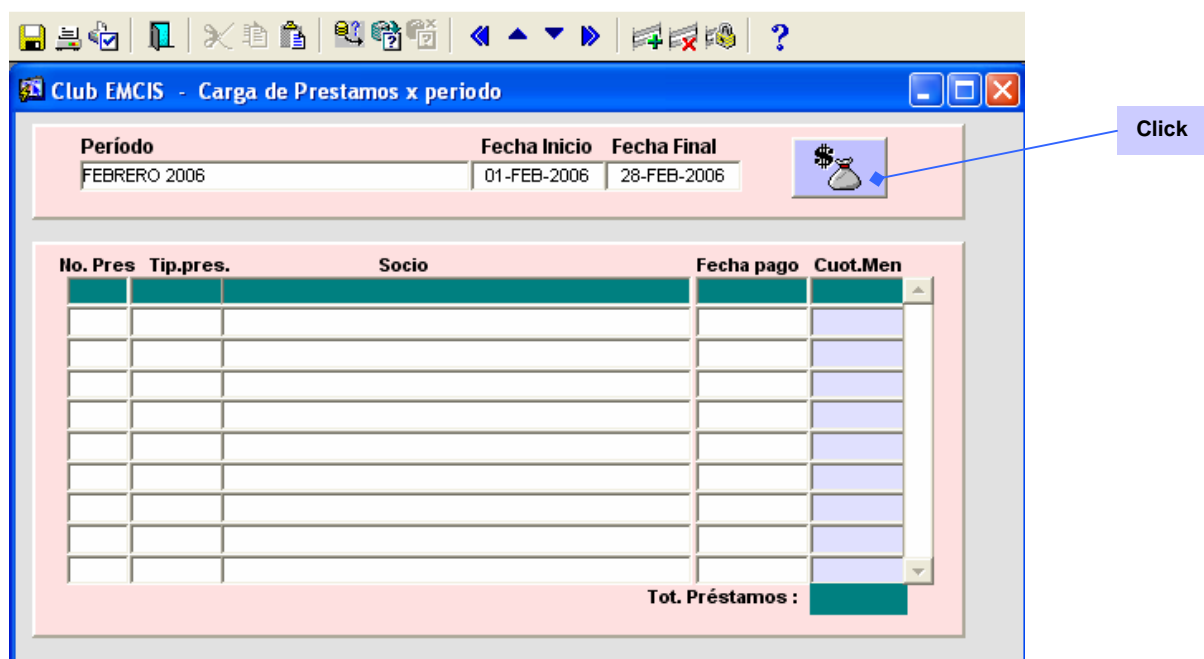 Club EMCIS - Carga de Prestamos x periodo
Click
Período Fecha Inicio Fecha Final
FEBRERO 2006 01-FEB-2006 28-FEB-2006
No. Pres Tip.pres. Socio Fecha pago Cuot.Men
Tot. Préstamos :